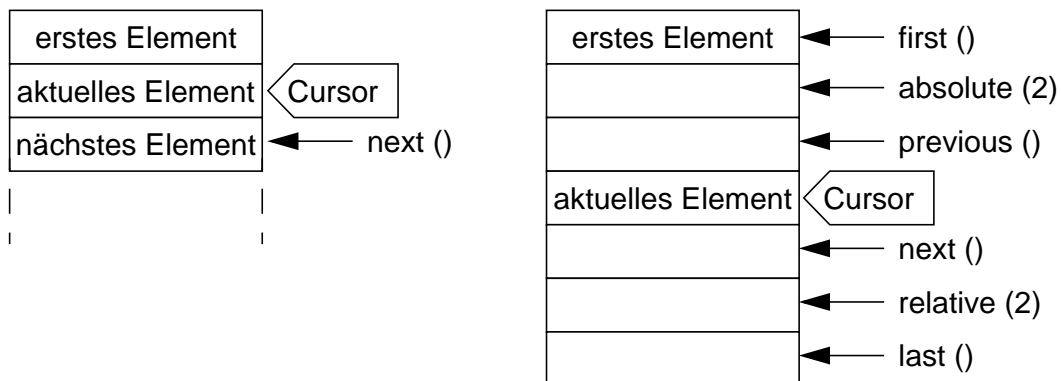 erstes Element
aktuelles Element Cursor
nächstes Element next ()
erstes Element first ()
absolute (2)
previous ()
aktuelles Element Cursor
next ()
relative (2)
last ()